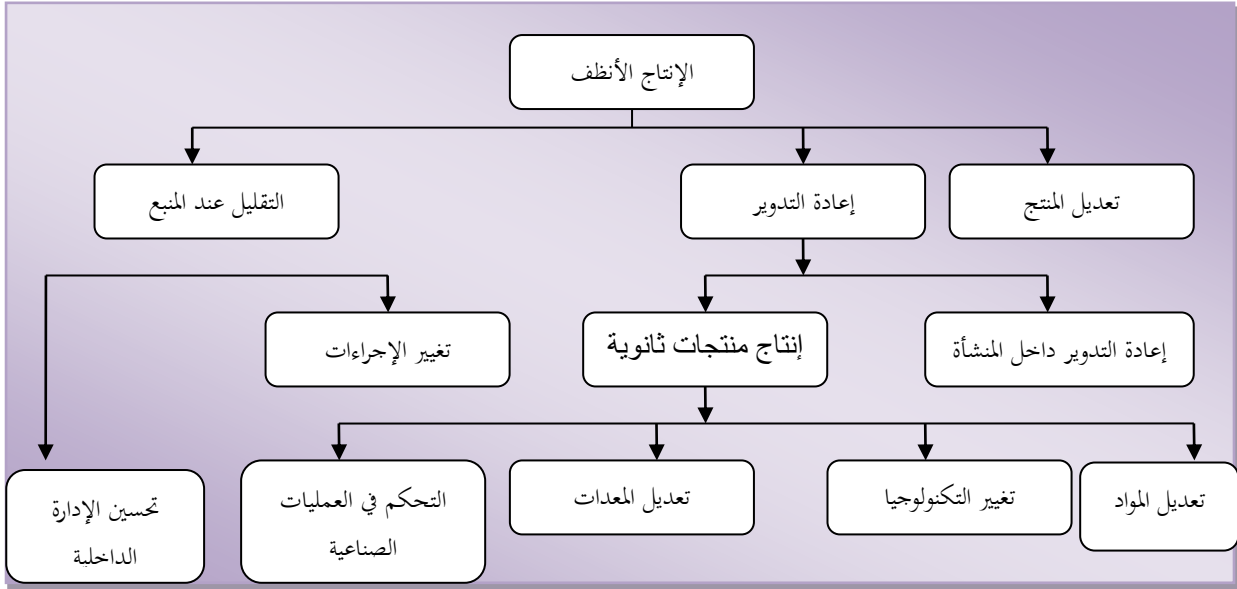 الإنتاج الأنظف
تعديل المنتج
إعادة التدوير
التقليل عند المنبع
إعادة التدوير داخل المنشأة
إنتاج منتجات ثانوية
تغيير الإجراءات
تعديل المواد
تغيير التكنولوجيا
تعديل المعدات
التحكم في العمليات
الصناعية
تحسين الإدارة
الداخلية